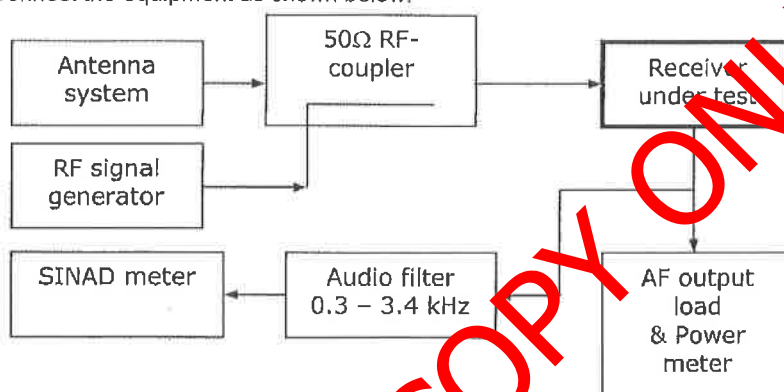 connect the equipment as shown below.
Antenna
system
50Ω RF-
coupler
Receiver
under test
RF signal
generator
SINAD meter
Audio filter
0.3 – 3.4 kHz
AF output
load
& Power
meter
COPY ONL